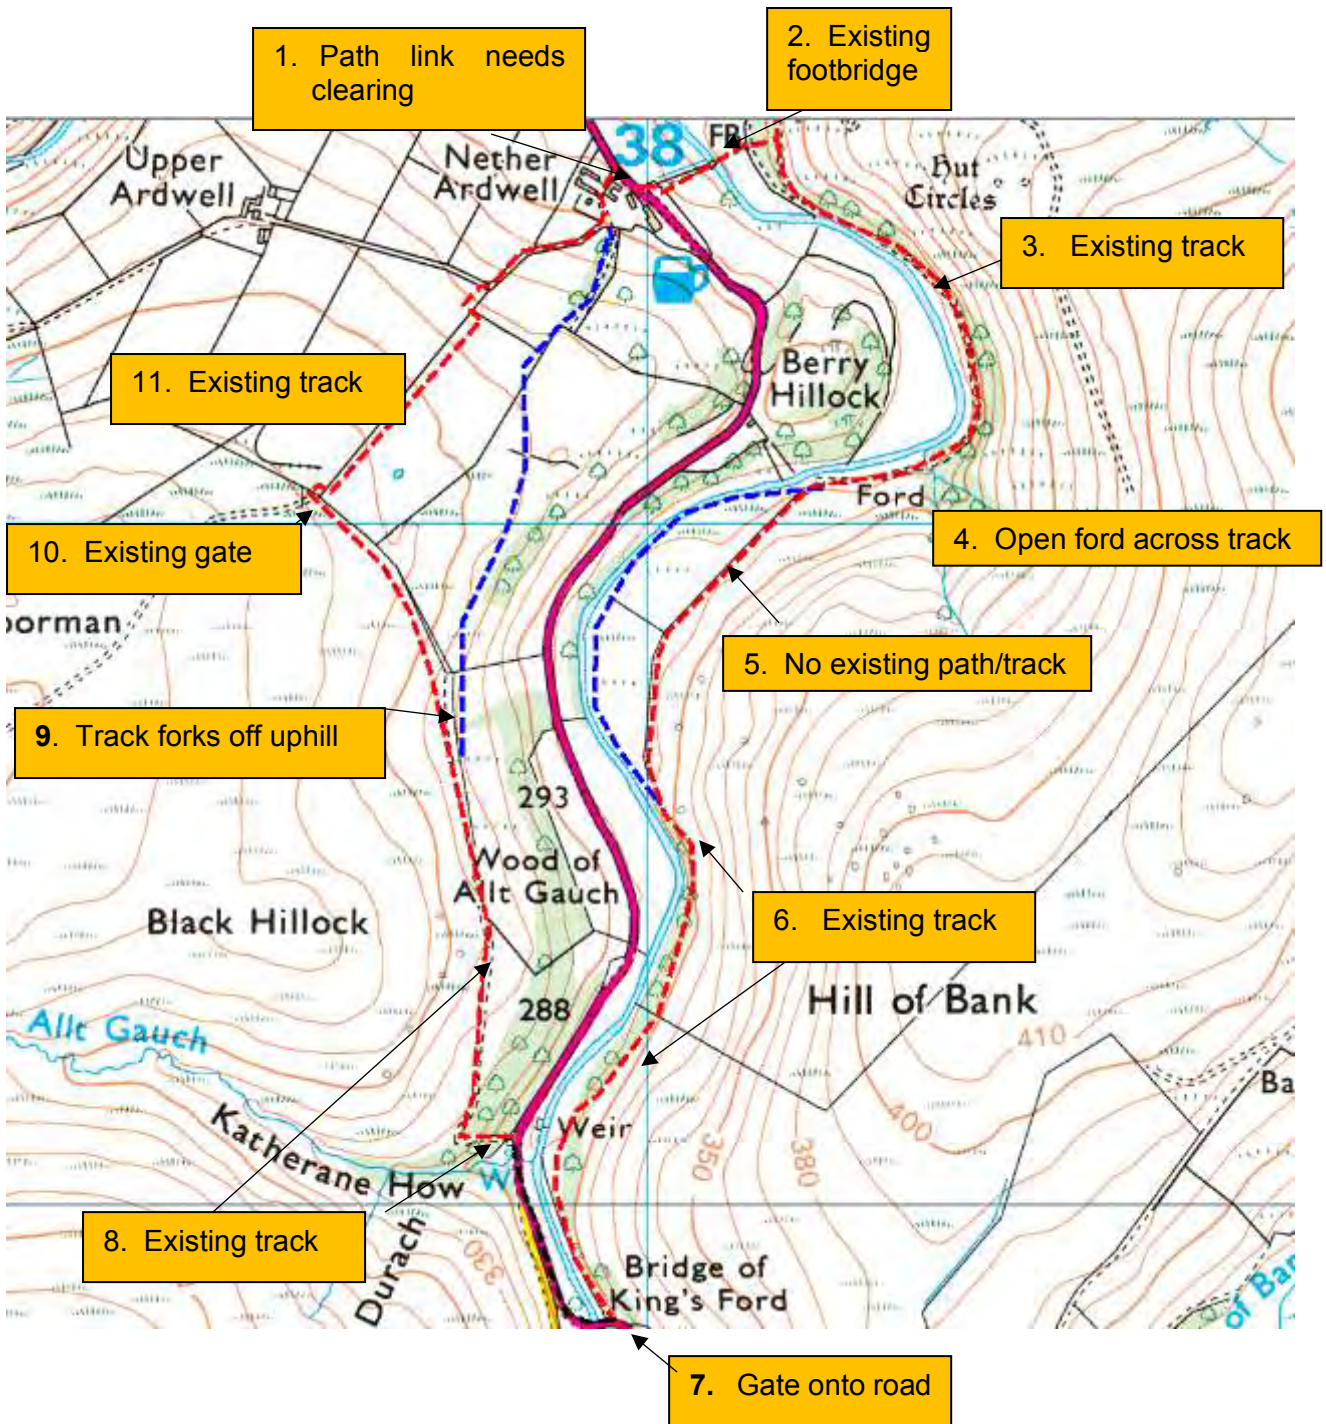 1. Path link needs
clearing
2. Existing
footbridge
38
FB
Upper
Ardwell
Nether
Ardwell
Hut
Circles
3. Existing track
Berry
Hillock
11. Existing track
Ford
10. Existing gate
4. Open ford across track
oorman
5. No existing path/track
9. Track forks off uphill
293
Wood of
Allt Gauch
6. Existing track
Black Hillock
Hill of Bank
288
410
Allt Gauch
Ba
400
Weir
350
380
Katherane How
W
8. Existing track
Durach
330
Bridge of
King's Ford
of Bar
7. Gate onto road